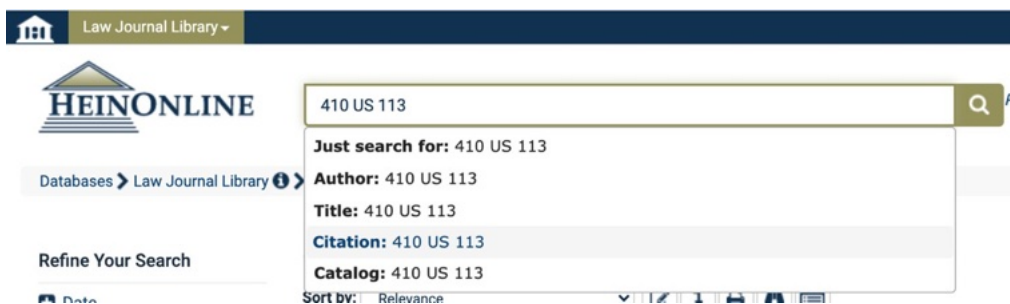 Law Journal Library
HEINONLINE
410 US 113
Just search for: 410 US 113
Author: 410 US 113
Title: 410 US 113
Citation: 410 US 113
Catalog: 410 US 113
Databases Law Journal Library
Refine Your Search
Date
Sort by: Relevance